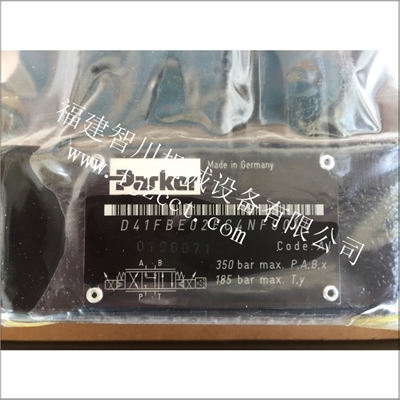 Made in Germany
Parker
0190071
Code:
A B
350 bar max. P,A,B,x
P T
185 bar max. T,y
福建智川机械设备有限公司